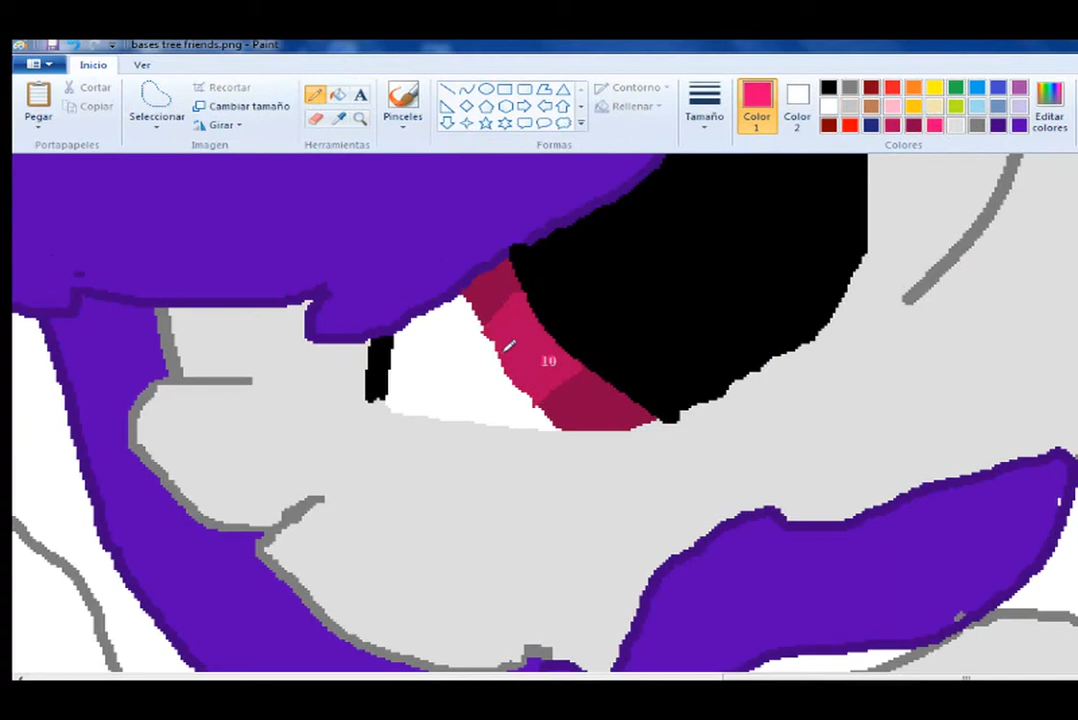 bases tree friends.png - Paint
Inicio Ver
Pegar
Cortar
Copiar
Portapapeles
Seleccionar
Recortar
Cambiar tamaño
Girar
Imagen
A
Herramientas
Pinceles
Contorno
Rellenar
Formas
Tamaño
Color
1
Color
2
Editar
colores
Colores
10